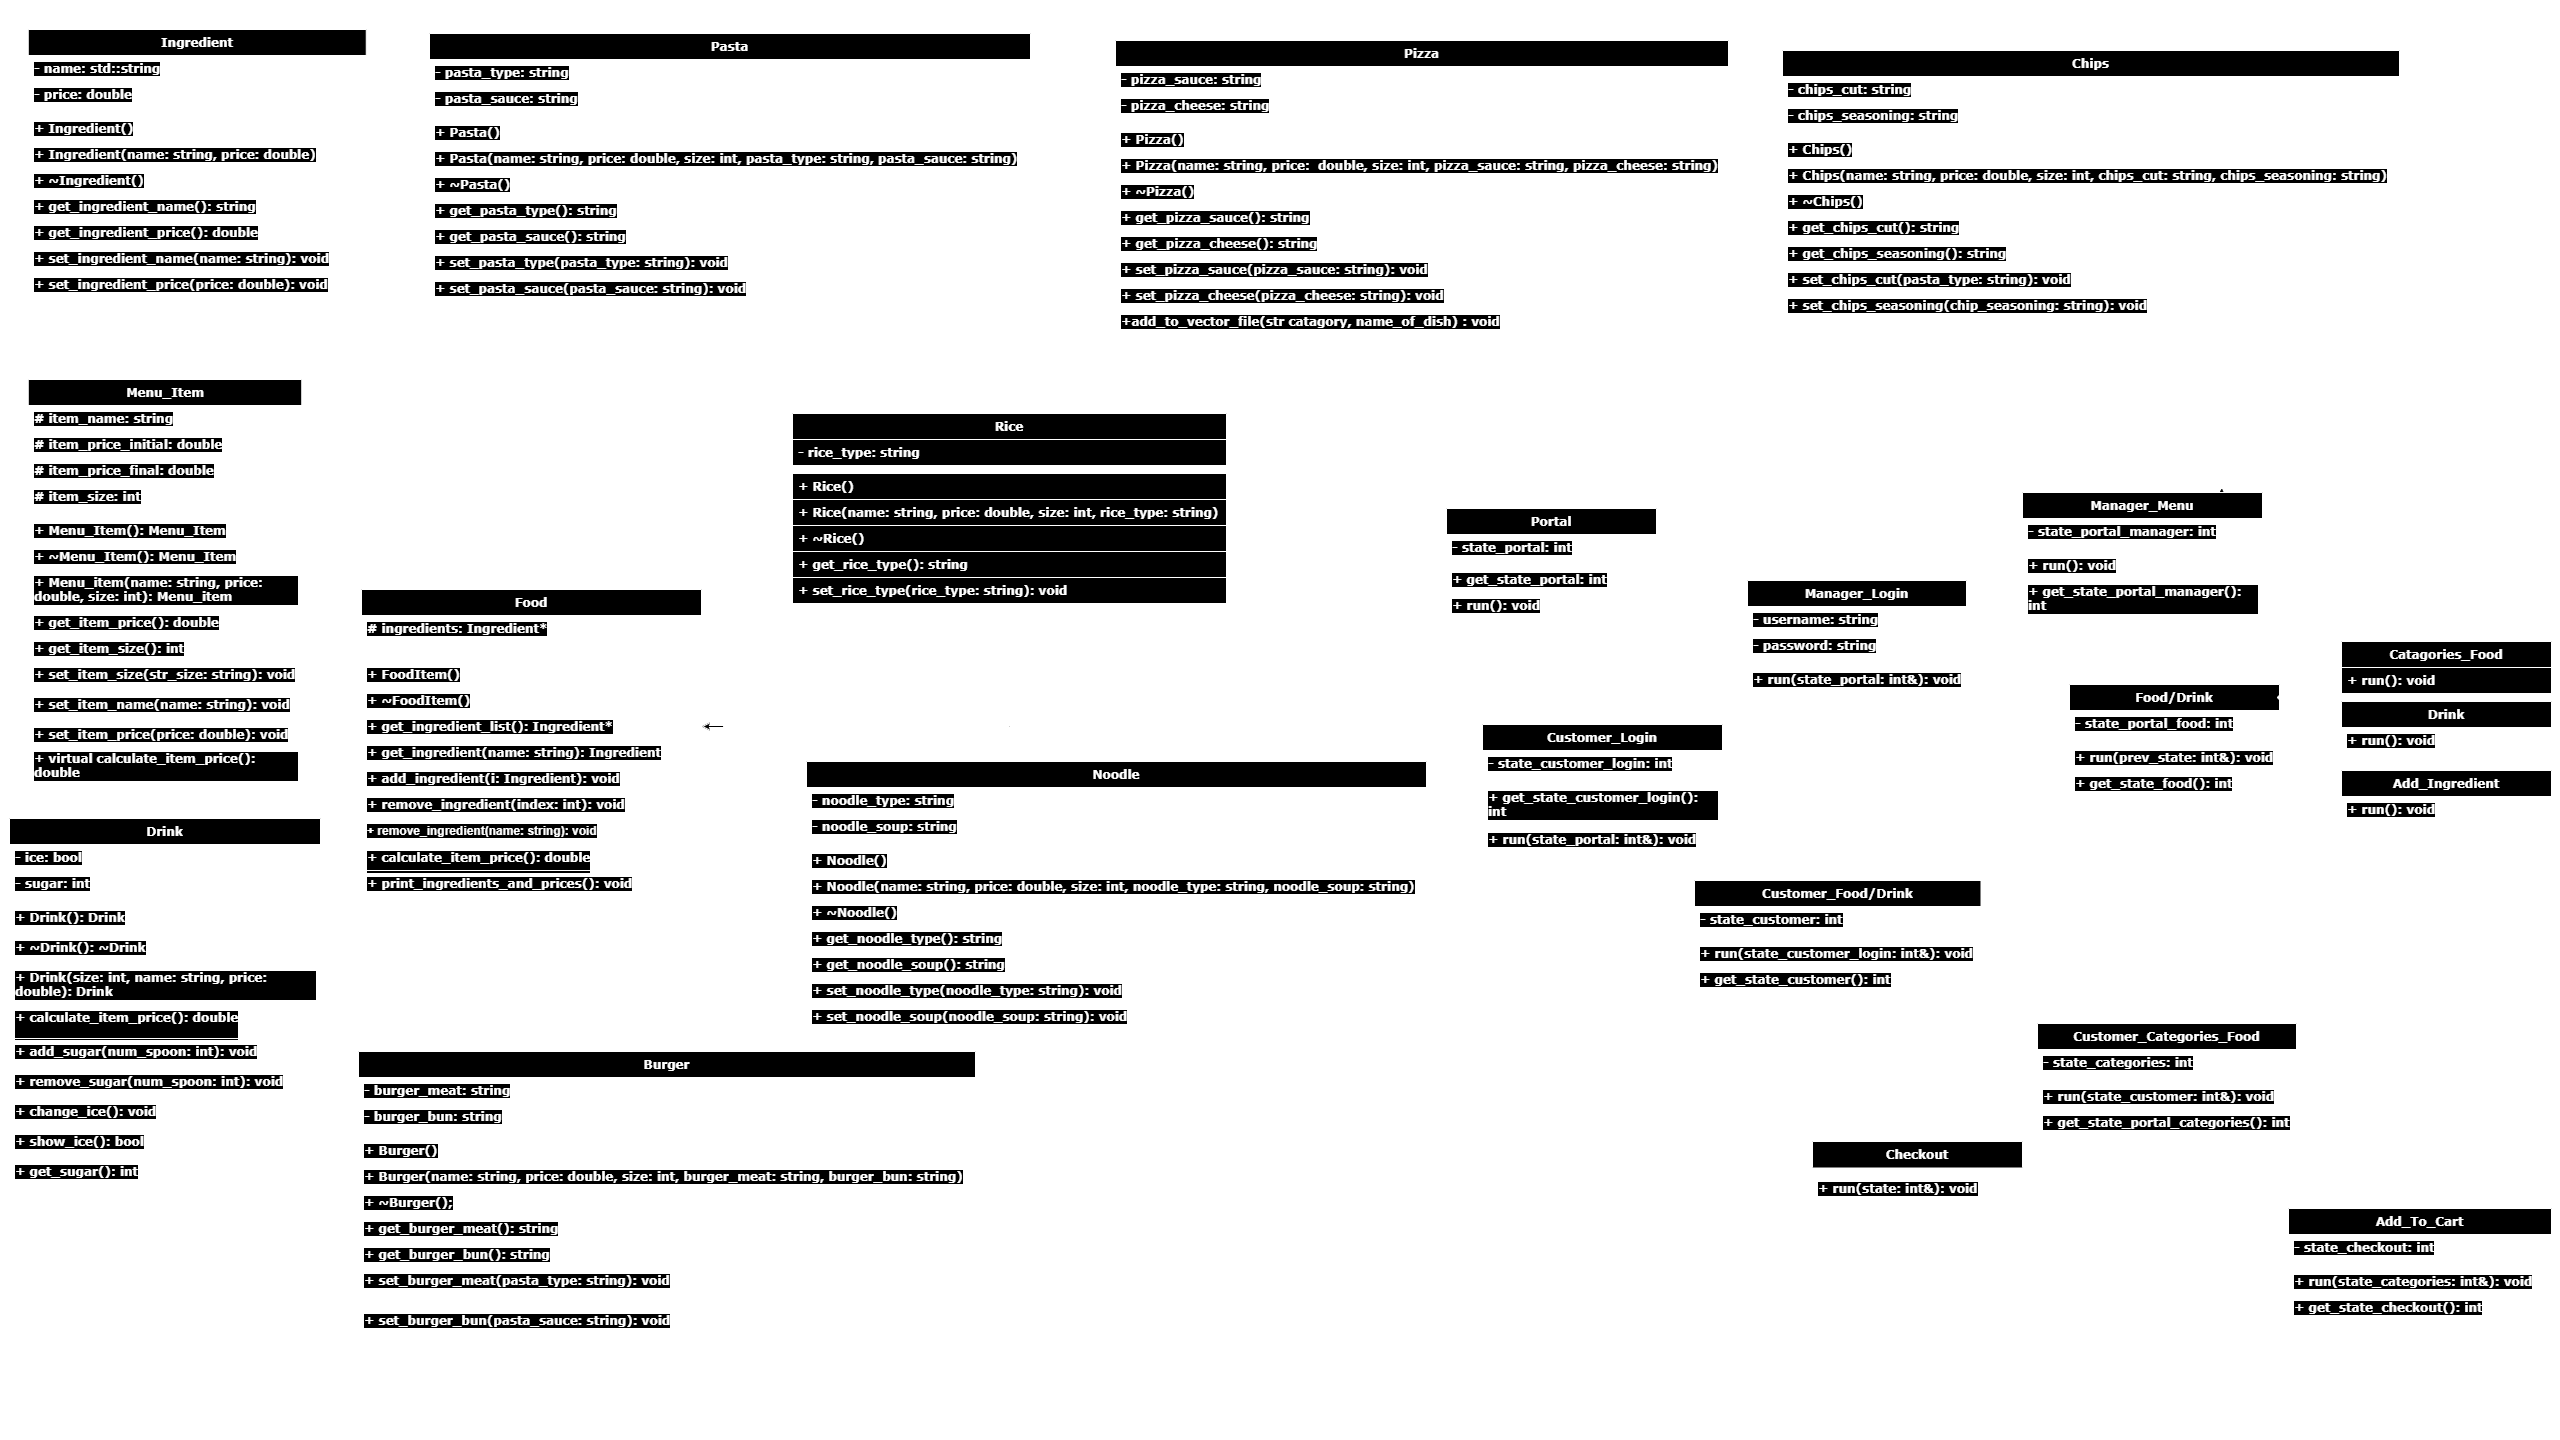 Ingredient
- name: std::string
- price: double
+ Ingredient()
+ Ingredient(name: string, price: double)
+ ~Ingredient()
+ get_ingredient_name(): string
+ get_ingredient_price(): double
+ set_ingredient_name(name: string): void
+ set_ingredient_price(price: double): void
Pasta
- pasta_type: string
- pasta_sauce: string
+ Pasta()
+ Pasta(name: string, price: double, size: int, pasta_type: string, pasta_sauce: string)
+ ~Pasta()
+ get_pasta_type(): string
+ get_pasta_sauce(): string
+ set_pasta_type(pasta_type: string): void
+ set_pasta_sauce(pasta_sauce: string): void
Pizza
- pizza_sauce: string
- pizza_cheese: string
+ Pizza()
+ Pizza(name: string, price:  double, size: int, pizza_sauce: string, pizza_cheese: string)
+ ~Pizza()
+ get_pizza_sauce(): string
+ get_pizza_cheese(): string
+ set_pizza_sauce(pizza_sauce: string): void
+ set_pizza_cheese(pizza_cheese: string): void
+add_to_vector_file(str catagory, name_of_dish) : void
Chips
- chips_cut: string
- chips_seasoning: string
+ Chips()
+ Chips(name: string, price: double, size: int, chips_cut: string, chips_seasoning: string)
+ ~Chips()
+ get_chips_cut(): string
+ get_chips_seasoning(): string
+ set_chips_cut(pasta_type: string): void
+ set_chips_seasoning(chip_seasoning: string): void
Menu_Item
# item_name: string
# item_price_initial: double
# item_price_final: double
# item_size: int
+ Menu_Item(): Menu_Item
+ ~Menu_Item(): Menu_Item
+ Menu_item(name: string, price:
double, size: int): Menu_item
+ get_item_price(): double
+ get_item_size(): int
+ set_item_size(str_size: string): void
+ set_item_name(name: string): void
+ set_item_price(price: double): void
+ virtual calculate_item_price():
double
Drink
- ice: bool
- sugar: int
+ Drink(): Drink
+ ~Drink(): ~Drink
+ Drink(size: int, name: string, price:
double): Drink
+ calculate_item_price(): double
+ add_sugar(num_spoon: int): void
+ remove_sugar(num_spoon: int): void
+ change_ice(): void
+ show_ice(): bool
+ get_sugar(): int
Food
# ingredients: Ingredient*
+ FoodItem()
+ ~FoodItem()
+ get_ingredient_list(): Ingredient*
+ get_ingredient(name: string): Ingredient
+ add_ingredient(i: Ingredient): void
+ remove_ingredient(index: int): void
+ remove_ingredient(name: string): void
+ calculate_item_price(): double
+ print_ingredients_and_prices(): void
Rice
- rice_type: string
+ Rice()
+ Rice(name: string, price: double, size: int, rice_type: string)
+ ~Rice()
+ get_rice_type(): string
+ set_rice_type(rice_type: string): void
Noodle
- noodle_type: string
- noodle_soup: string
+ Noodle()
+ Noodle(name: string, price: double, size: int, noodle_type: string, noodle_soup: string)
+ ~Noodle()
+ get_noodle_type(): string
+ get_noodle_soup(): string
+ set_noodle_type(noodle_type: string): void
+ set_noodle_soup(noodle_soup: string): void
Burger
- burger_meat: string
- burger_bun: string
+ Burger()
+ Burger(name: string, price: double, size: int, burger_meat: string, burger_bun: string)
+ ~Burger();
+ get_burger_meat(): string
+ get_burger_bun(): string
+ set_burger_meat(pasta_type: string): void
+ set_burger_bun(pasta_sauce: string): void
Portal
- state_portal: int
+ get_state_portal: int
+ run(): void
Manager_Login
- username: string
- password: string
+ run(state_portal: int&): void
Manager_Menu
- state_portal_manager: int
+ run(): void
+ get_state_portal_manager():
int
Food/Drink
- state_portal_food: int
+ run(prev_state: int&): void
+ get_state_food(): int
Catagories_Food
+ run(): void
Drink
+ run(): void
Add_Ingredient
+ run(): void
Customer_Login
- state_customer_login: int
+ get_state_customer_login():
int
+ run(state_portal: int&): void
Customer_Food/Drink
- state_customer: int
+ run(state_customer_login: int&): void
+ get_state_customer(): int
Customer_Categories_Food
- state_categories: int
+ run(state_customer: int&): void
+ get_state_portal_categories(): int
Checkout
+ run(state: int&): void
Add_To_Cart
- state_checkout: int
+ run(state_categories: int&): void
+ get_state_checkout(): int